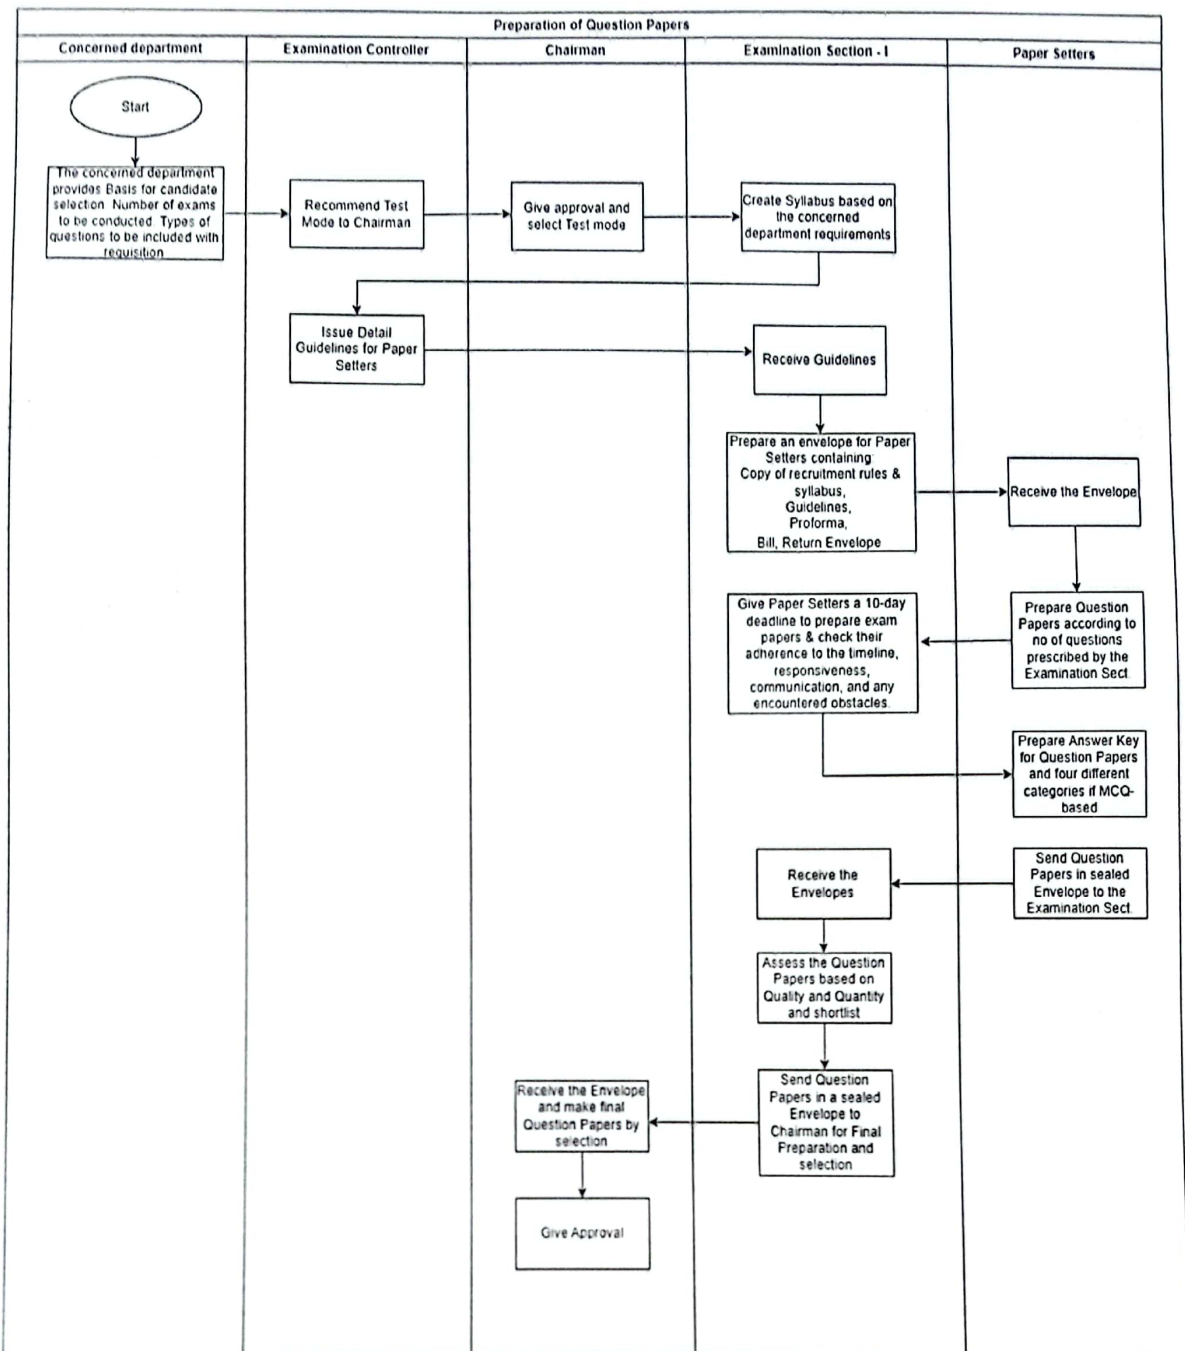 Preparation of Question Papers
Concerned department
Examination Controller
Chairman
Examination Section - I
Paper Setters
Start
The concerned department
provides Basis for candidate
selection Number of exams
to be conducted Types of
questions to be included with
requisition
Recommend Test
Mode to Chairman
Give approval and
select Test mode
Create Syllabus based on
the concerned
department requirements
Issue Detail
Guidelines for Paper
Setters
Receive Guidelines
Prepare an envelope for Paper
Setters containing
Copy of recruitment rules &
syllabus,
Guidelines,
Proforma,
Bill, Return Envelope
Receive the Envelope
Prepare Question
Papers according to
no of questions
prescribed by the
Examination Sect.
Give Paper Setters a 10-day
deadline to prepare exam
papers & check their
adherence to the timeline,
responsiveness,
communication, and any
encountered obstacles.
Prepare Answer Key
for Question Papers
and four different
categories if MCQ-
based
Send Question
Papers in sealed
Envelope to the
Examination Sect.
Receive the
Envelopes
Assess the Question
Papers based on
Quality and Quantity
and shortlist
Send Question
Papers in a sealed
Envelope to
Chairman for Final
Preparation and
selection
Receive the Envelope
and make final
Question Papers by
selection
Give Approval